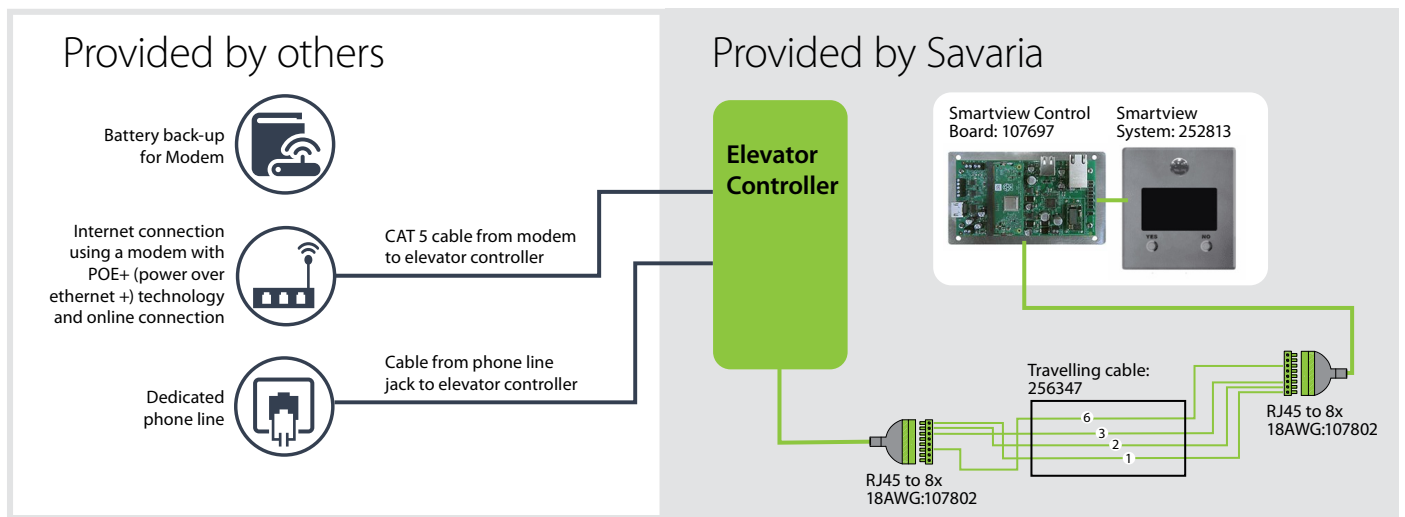 Provided by others
Battery back-up
for Modem
Internet connection
using a modem with
POE+ (power over
ethernet +) technology
and online connection
CAT 5 cable from modem
to elevator controller
Cable from phone line
jack to elevator controller
Dedicated
phone line
Provided by Savaria
Elevator
Controller
Smartview Control
Board: 107697
Smartview
System: 252813
YES
NO
Travelling cable:
256347
6
3
2
1
RJ45 to 8x
18AWG:107802
RJ45 to 8x
18AWG:107802